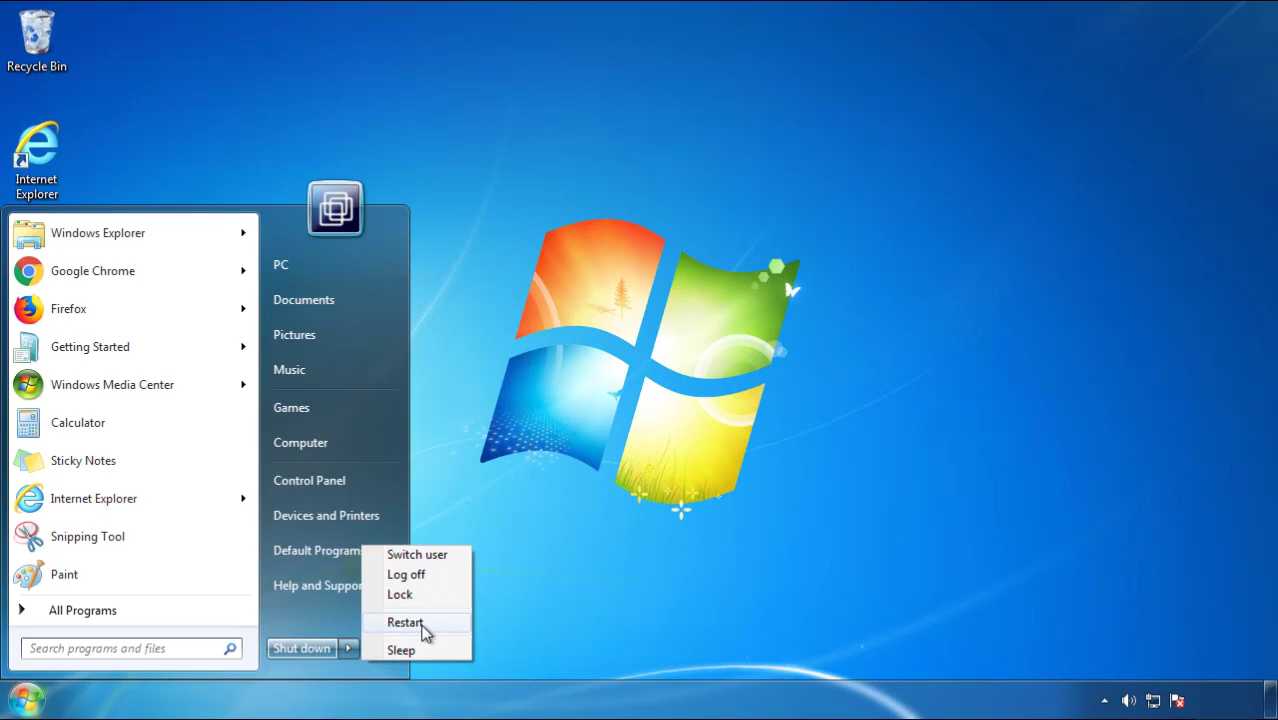 Recycle Bin
Internet
Explorer
Windows Explorer
Google Chrome
Firefox
Getting Started
Windows Media Center
Calculator
Sticky Notes
Internet Explorer
Snipping Tool
Paint
All Programs
Search programs and files
PC
Documents
Pictures
Music
Games
Computer
Control Panel
Devices and Printers
Default Program
Help and Suppor
Shut down
Switch user
Log off
Lock
Restart
Sleep